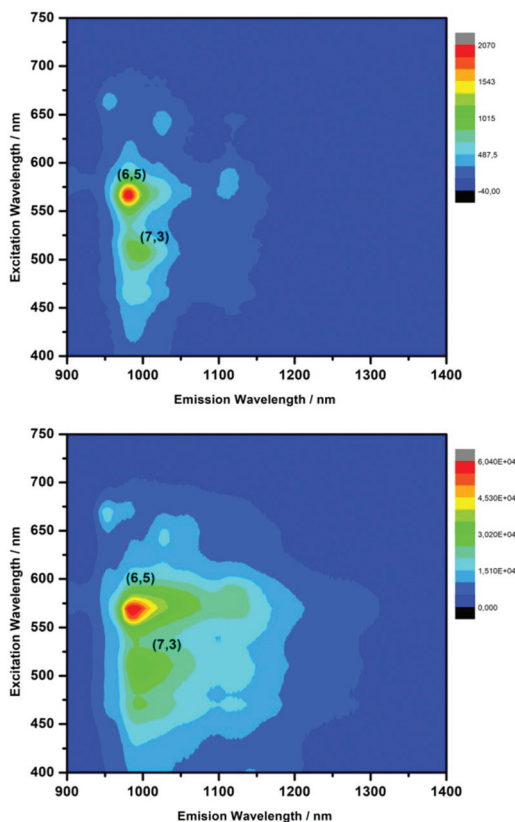 750
700
650
600
550
500
450
400
Excitation Wavelength / nm
(6,5)
(7,3)
900 1000 1100 1200 1300 1400
Emission Wavelength / nm
2070
1543
1015
487,5
-40,00
750
700
650
600
550
500
450
400
Excitation Wavelength / nm
(6,5)
(7,3)
900 1000 1100 1200 1300 1400
Emision Wavelength / nm
6,040E+04
4,530E+04
3,020E+04
1,510E+04
0,000